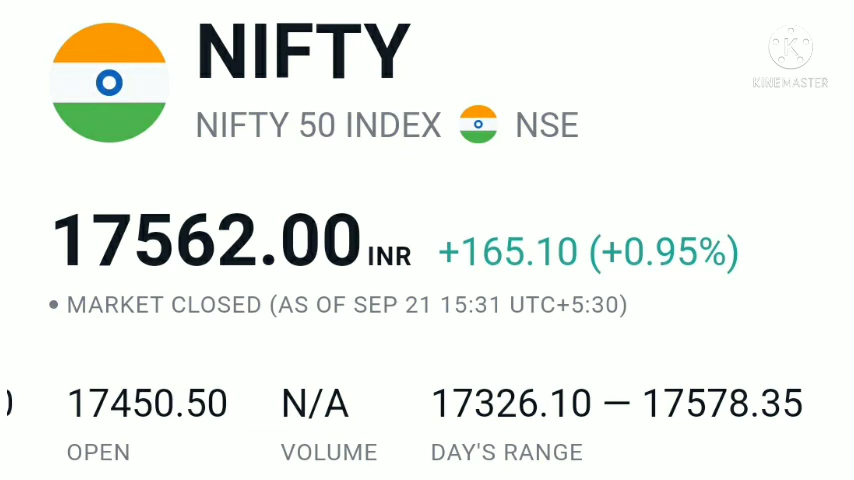 NIFTY
K
KINEMASTER
NIFTY 50 INDEX NSE
17562.00 INR +165.10 (+0.95%)
• MARKET CLOSED (AS OF SEP 21 15:31 UTC+5:30)
17450.50 N/A 17326.10 — 17578.35
OPEN VOLUME DAY'S RANGE